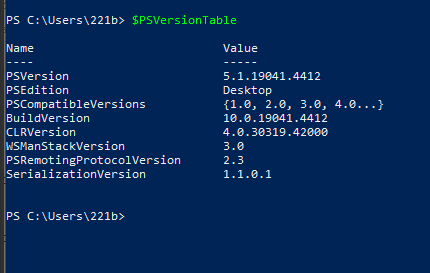 PS C:\Users\221b> $PSVersionTable
Name                           Value
----                           -----
PSVersion                      5.1.19041.4412
PSEdition                      Desktop
PSCompatibleVersions           {1.0, 2.0, 3.0, 4.0...}
BuildVersion                   10.0.19041.4412
CLRVersion                     4.0.30319.42000
WSManStackVersion              3.0
PSRemotingProtocolVersion      2.3
SerializationVersion           1.1.0.1
PS C:\Users\221b>